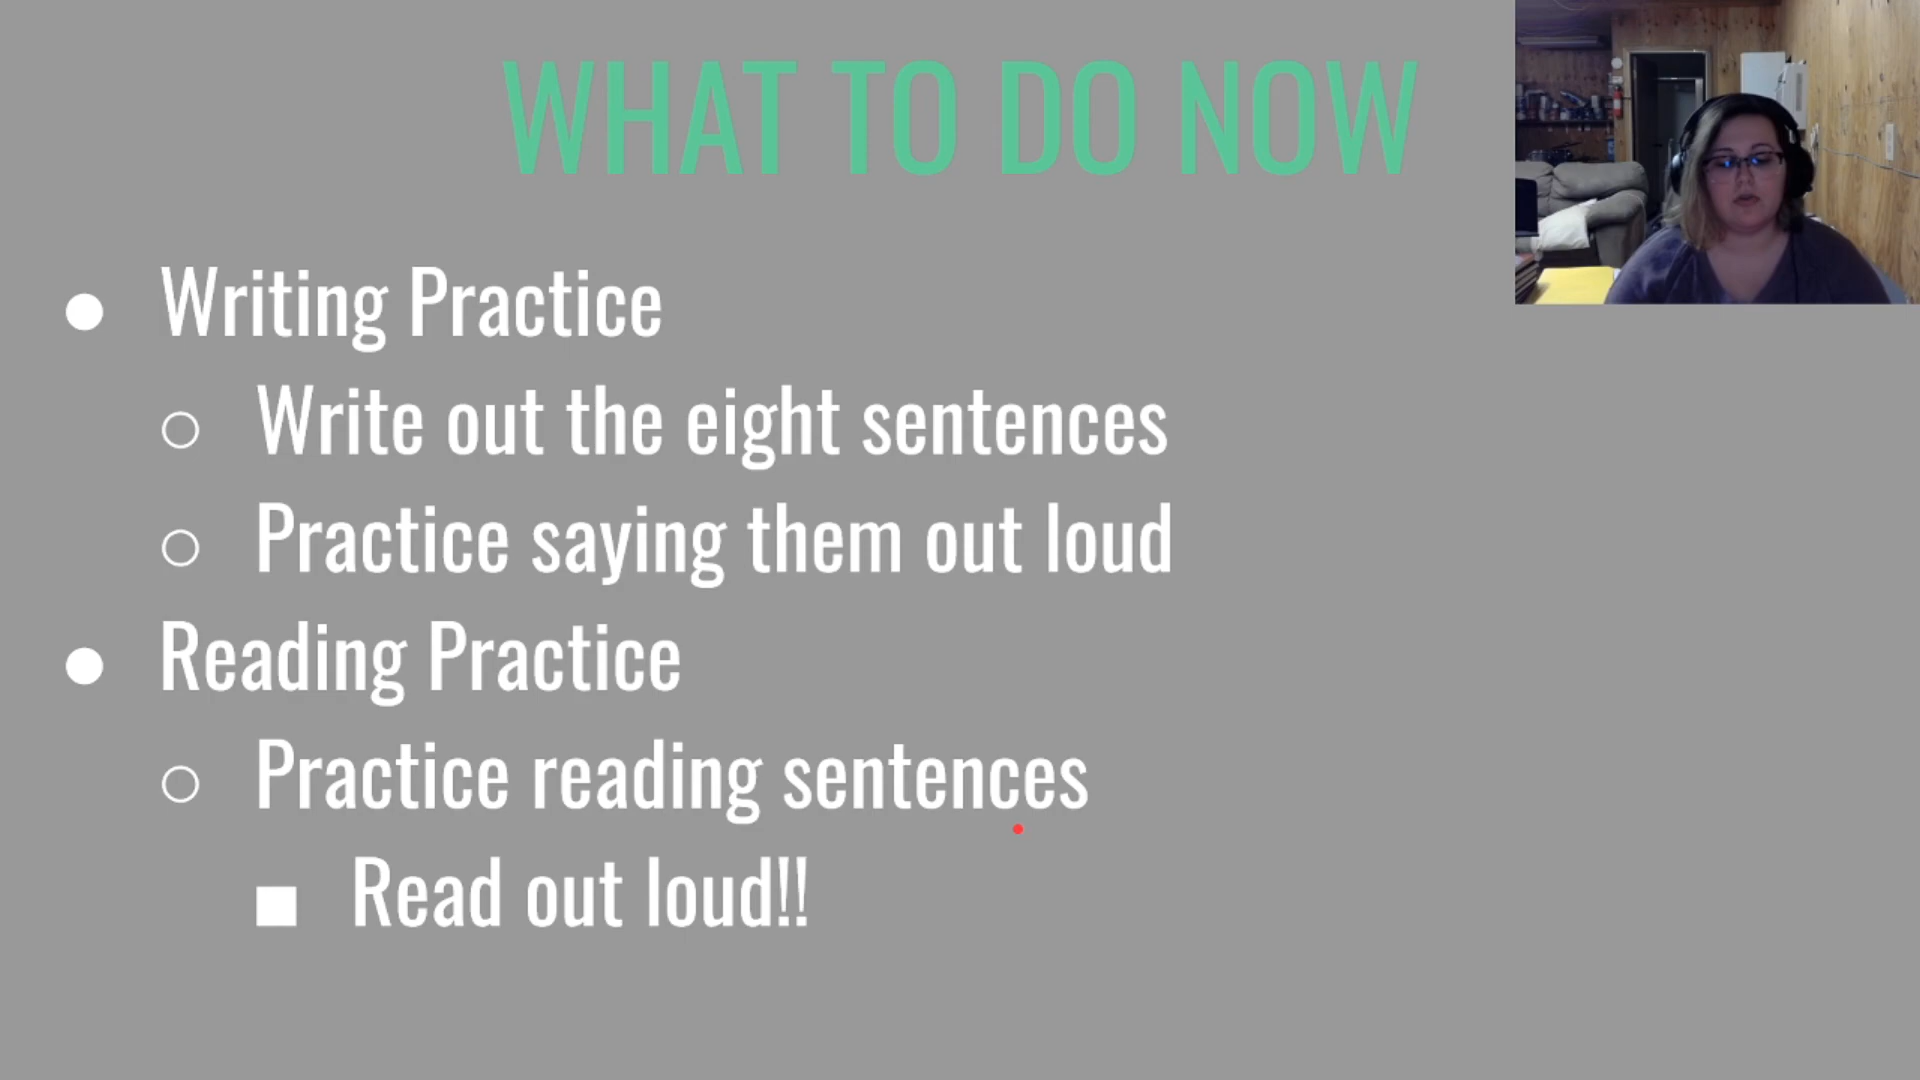 WHAT TO DO NOW
Writing Practice
Write out the eight sentences
Practice saying them out loud
Reading Practice
Practice reading sentences
Read out loud!!